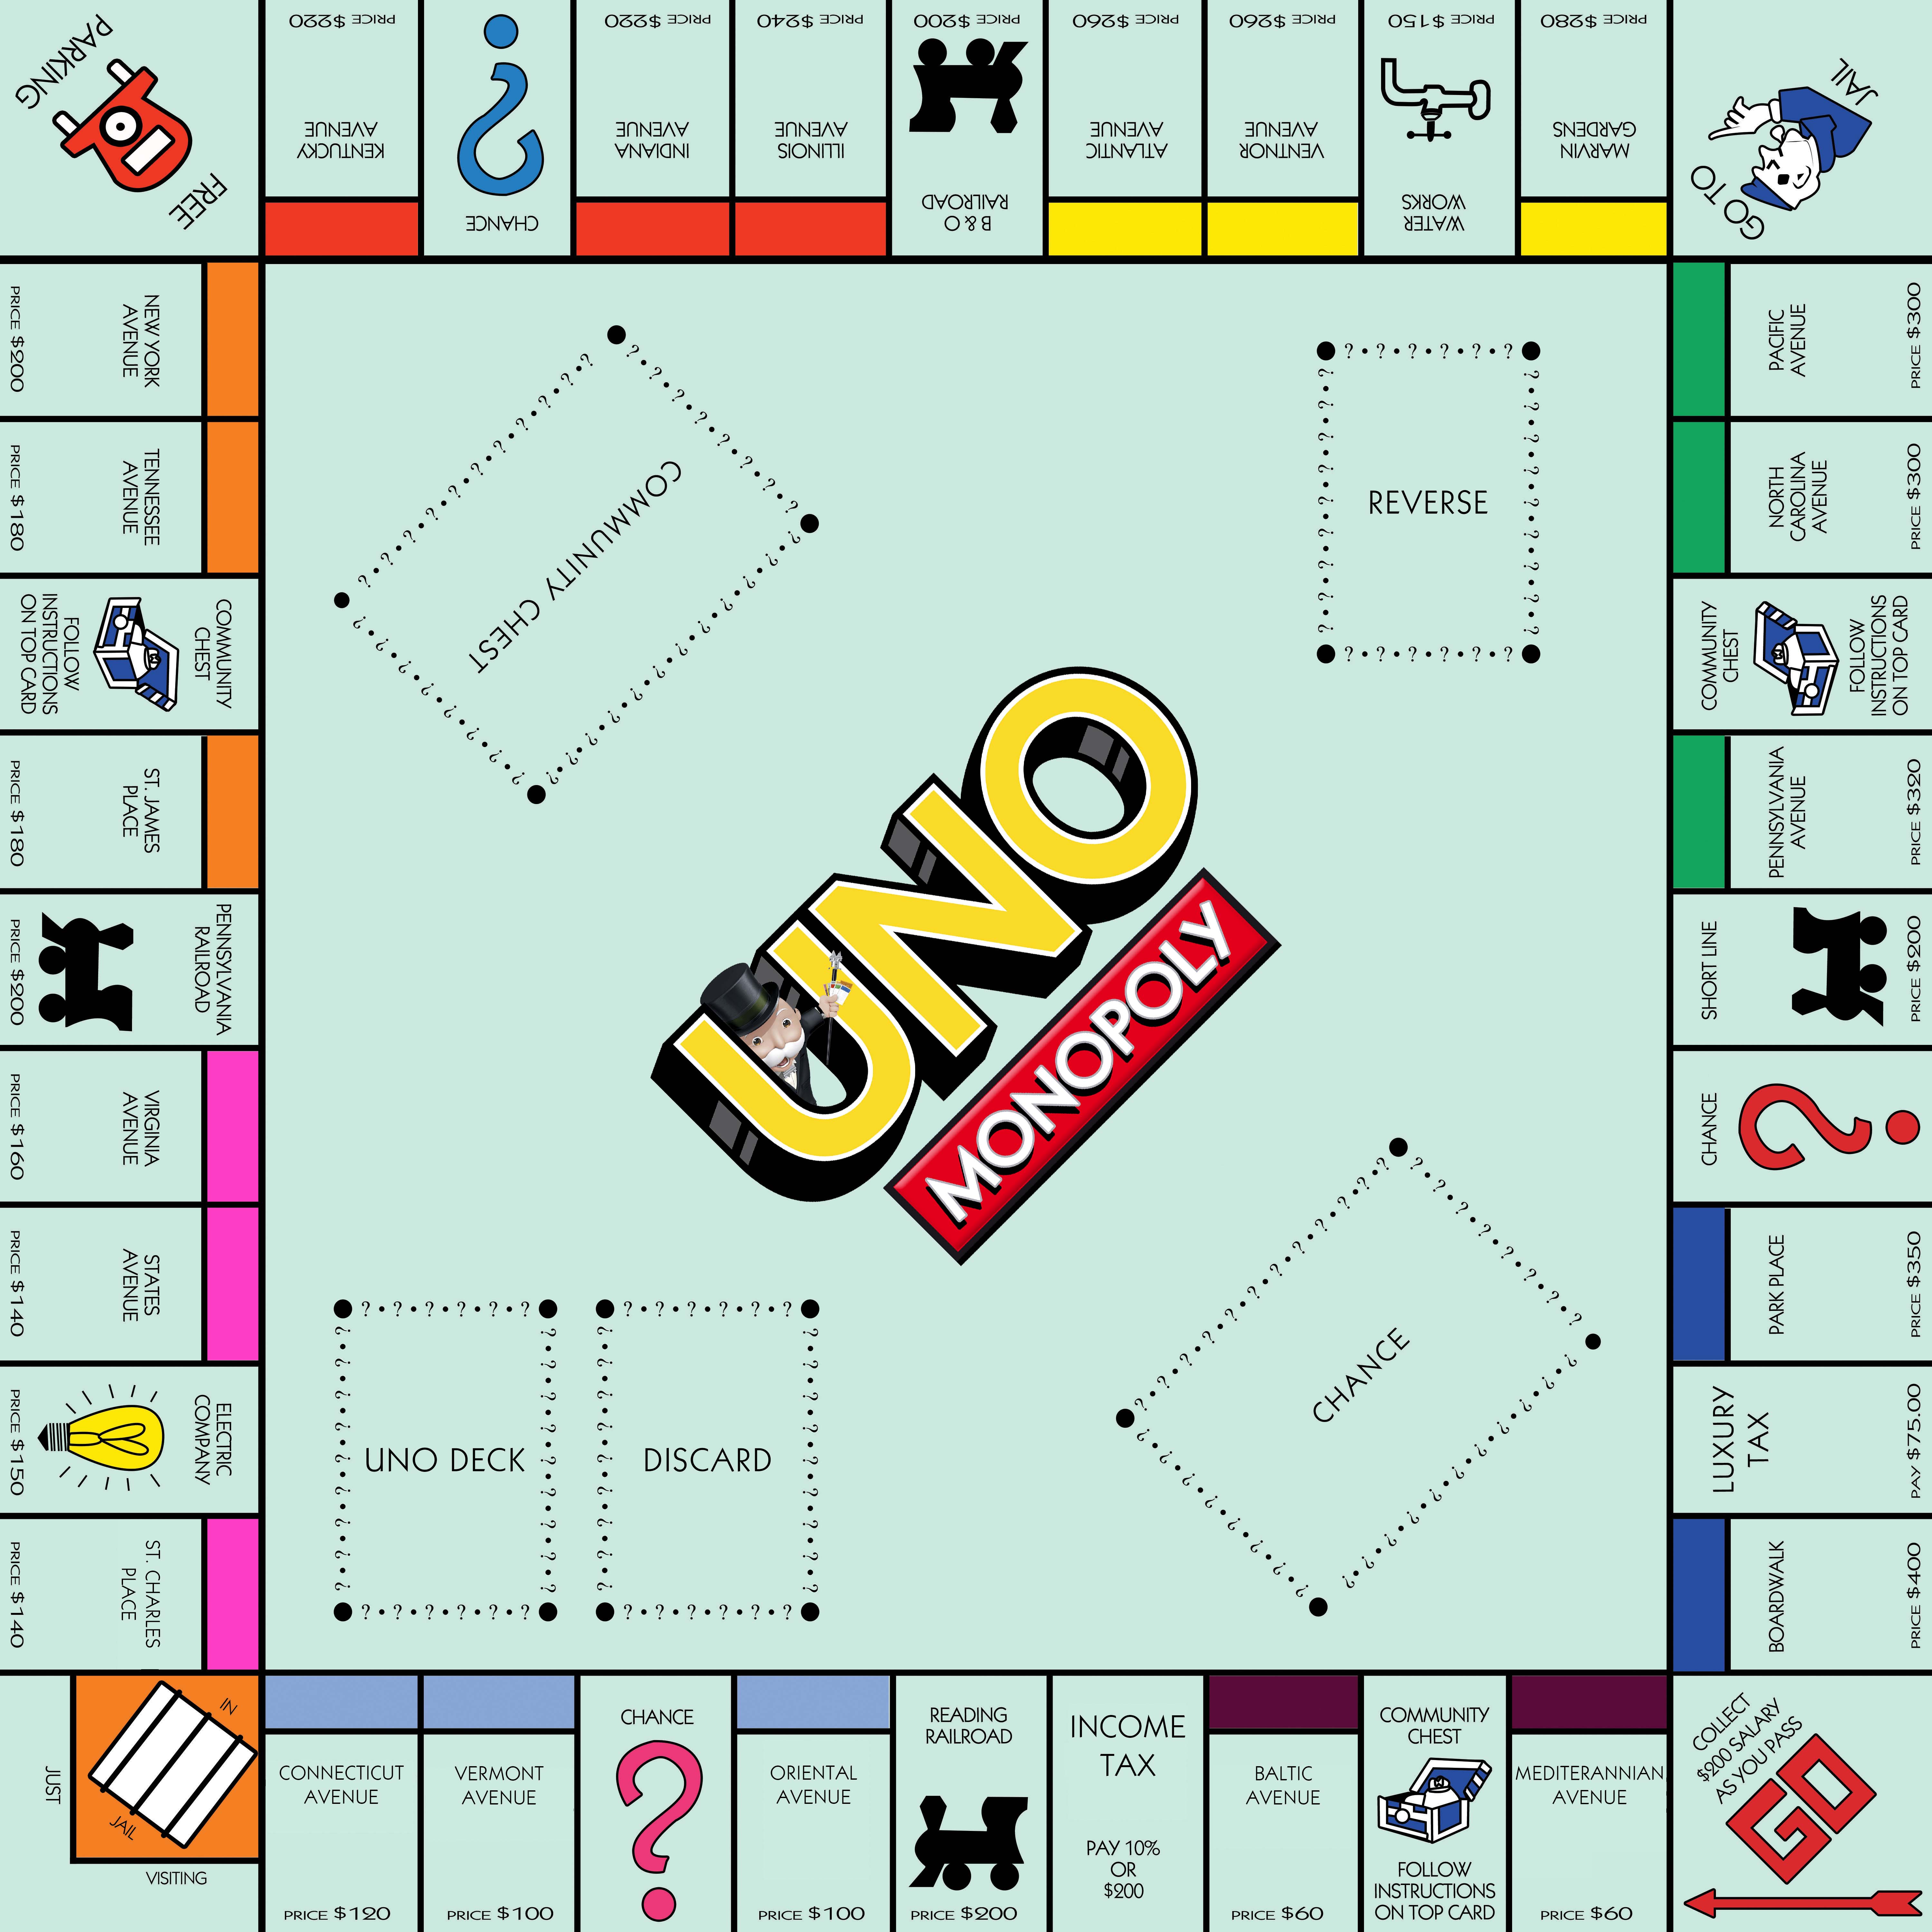 FREE
PARKING
KENTUCKY
AVENUE
PRICE $220
CHANCE
INDIANA
AVENUE
PRICE $220
ILLINOIS
AVENUE
PRICE $240
B & O
RAILROAD
PRICE $200
ATLANTIC
AVENUE
PRICE $260
VENTNOR
AVENUE
PRICE $260
WATER
WORKS
PRICE $150
MARVIN
GARDENS
PRICE $280
GO TO
JAIL
NEW YORK
AVENUE
PRICE $200
TENNESSEE
AVENUE
PRICE $180
COMMUNITY
CHEST
FOLLOW
INSTRUCTIONS
ON TOP CARD
ST. JAMES
PLACE
PRICE $180
PENNSYLVANIA
RAILROAD
PRICE $200
VIRGINIA
AVENUE
PRICE $160
STATES
AVENUE
PRICE $140
ELECTRIC
COMPANY
PRICE $150
ST. CHARLES
PLACE
PRICE $140
COMMUNITY CHEST
REVERSE
UNO
MONOPOLY
UNO DECK
DISCARD
CHANCE
PACIFIC
AVENUE
PRICE $300
NORTH
CAROLINA
AVENUE
PRICE $300
COMMUNITY
CHEST
FOLLOW
INSTRUCTIONS
ON TOP CARD
PENNSYLVANIA
AVENUE
PRICE $320
SHORT LINE
PRICE $200
CHANCE
PARK PLACE
PRICE $350
LUXURY
TAX
PAY $75.00
BOARDWALK
PRICE $400
IN
JAIL
JUST
VISITING
CONNECTICUT
AVENUE
PRICE $120
VERMONT
AVENUE
PRICE $100
CHANCE
ORIENTAL
AVENUE
PRICE $100
READING
RAILROAD
PRICE $200
INCOME
TAX
PAY 10%
OR
$200
BALTIC
AVENUE
PRICE $60
COMMUNITY
CHEST
FOLLOW
INSTRUCTIONS
ON TOP CARD
MEDITERANNIAN
AVENUE
PRICE $60
COLLECT
$200 SALARY
AS YOU PASS
GO